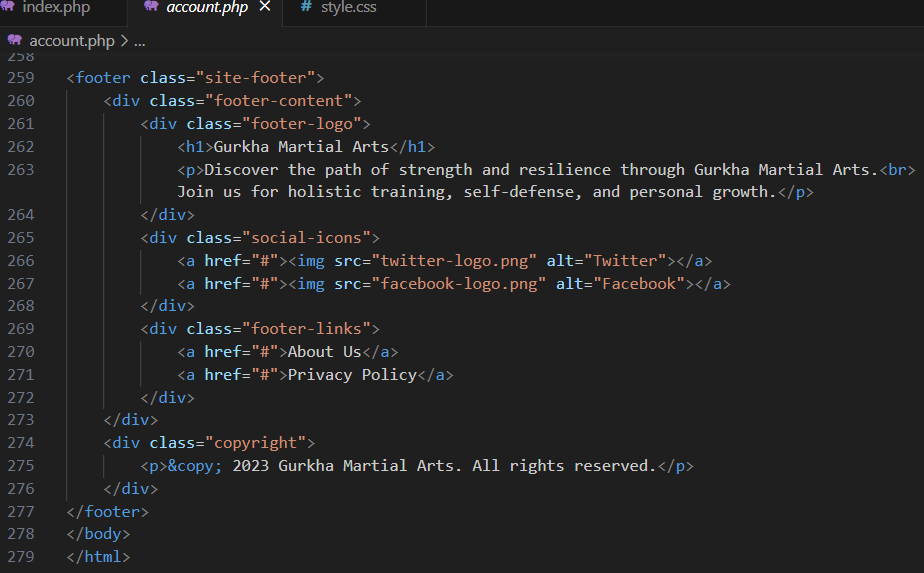 index.php account.php × # style.css
account.php > ...
258
259 <footer class="site-footer">
260 <div class="footer-content">
261 <div class="footer-logo">
262 <h1>Gurkha Martial Arts</h1>
263 <p>Discover the path of strength and resilience through Gurkha Martial Arts.<br>
Join us for holistic training, self-defense, and personal growth.</p>
264 </div>
265 <div class="social-icons">
266 <a href="#"><img src="twitter-logo.png" alt="Twitter"></a>
267 <a href="#"><img src="facebook-logo.png" alt="Facebook"></a>
268 </div>
269 <div class="footer-links">
270 <a href="#">About Us</a>
271 <a href="#">Privacy Policy</a>
272 </div>
273 </div>
274 <div class="copyright">
275 <p>&copy; 2023 Gurkha Martial Arts. All rights reserved.</p>
276 </div>
277 </footer>
278 </body>
279 </html>